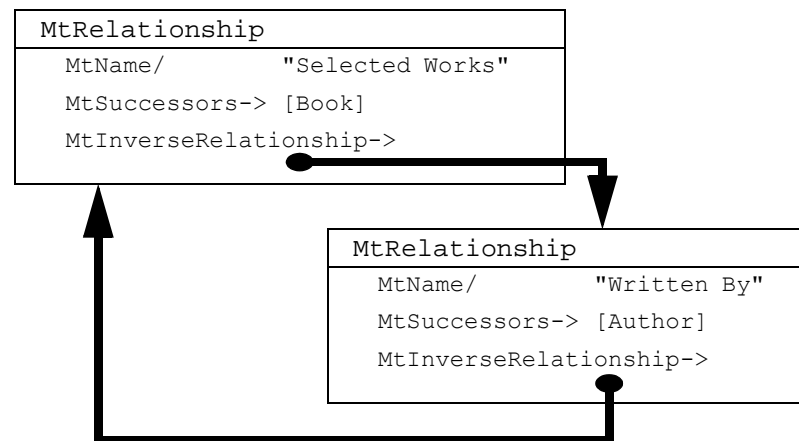 MtRelationship
MtName/ "Selected Works"
MtSuccessors-> [Book]
MtInverseRelationship->
MtRelationship
MtName/ "Written By"
MtSuccessors-> [Author]
MtInverseRelationship->